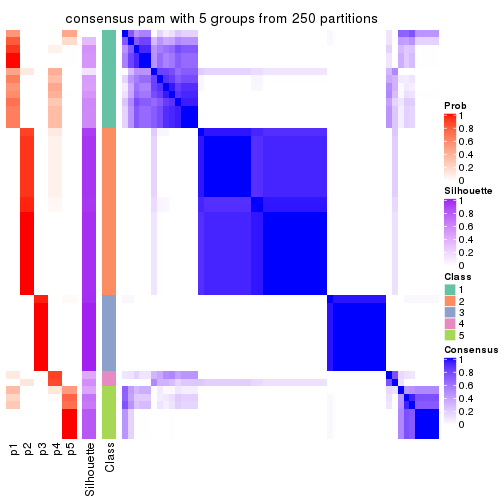 consensus pam with 5 groups from 250 partitions
Prob
1
0.8
0.6
0.4
0.2
0
Silhouette
1
0.8
0.6
0.4
0.2
0
Class
1
2
3
4
5
Consensus
1
0.8
0.6
0.4
0.2
0
p1
p2
p3
p4
p5
Silhouette
Class